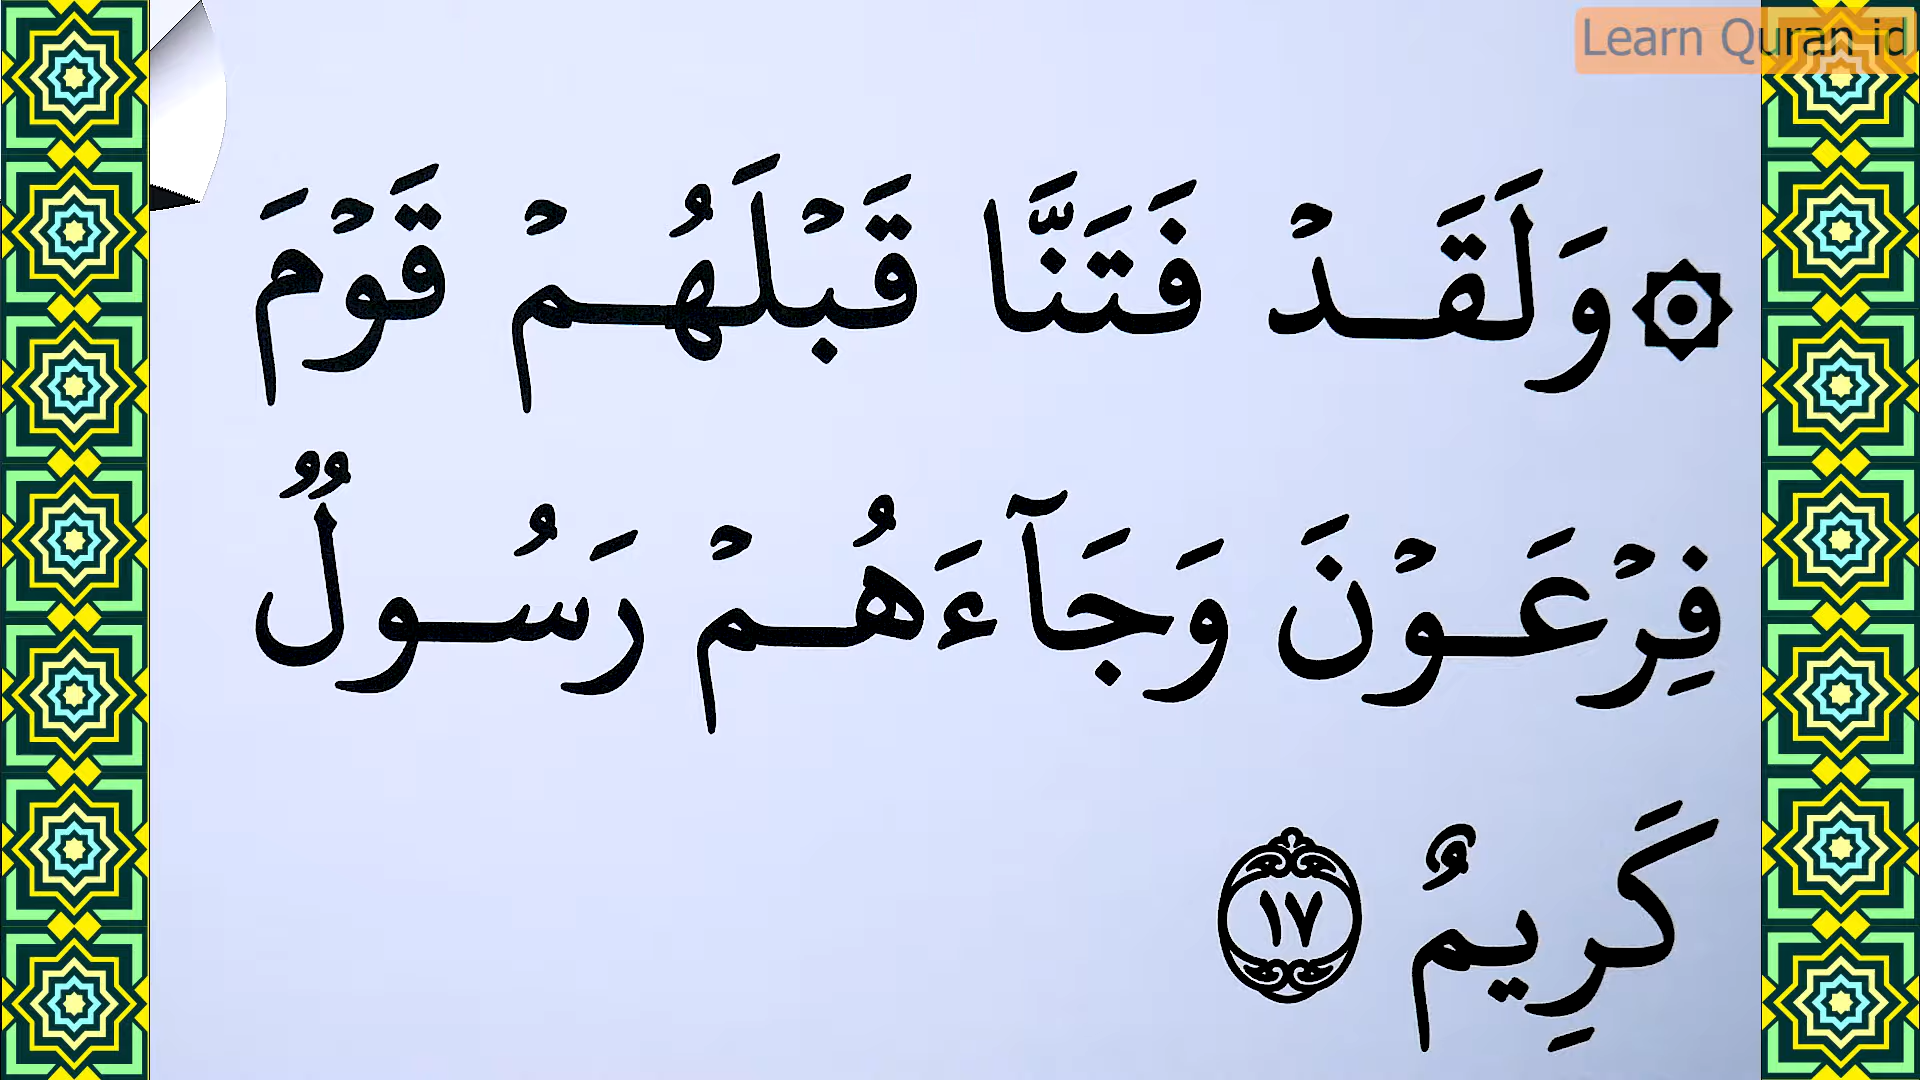 Learn Quran id
۞ وَلَقَدۡ فَتَنَّا قَبۡلَهُمۡ قَوۡمَ
فِرۡعَوۡنَ وَجَآءَهُمۡ رَسُولٞ
كَرِيمٌ ١٧